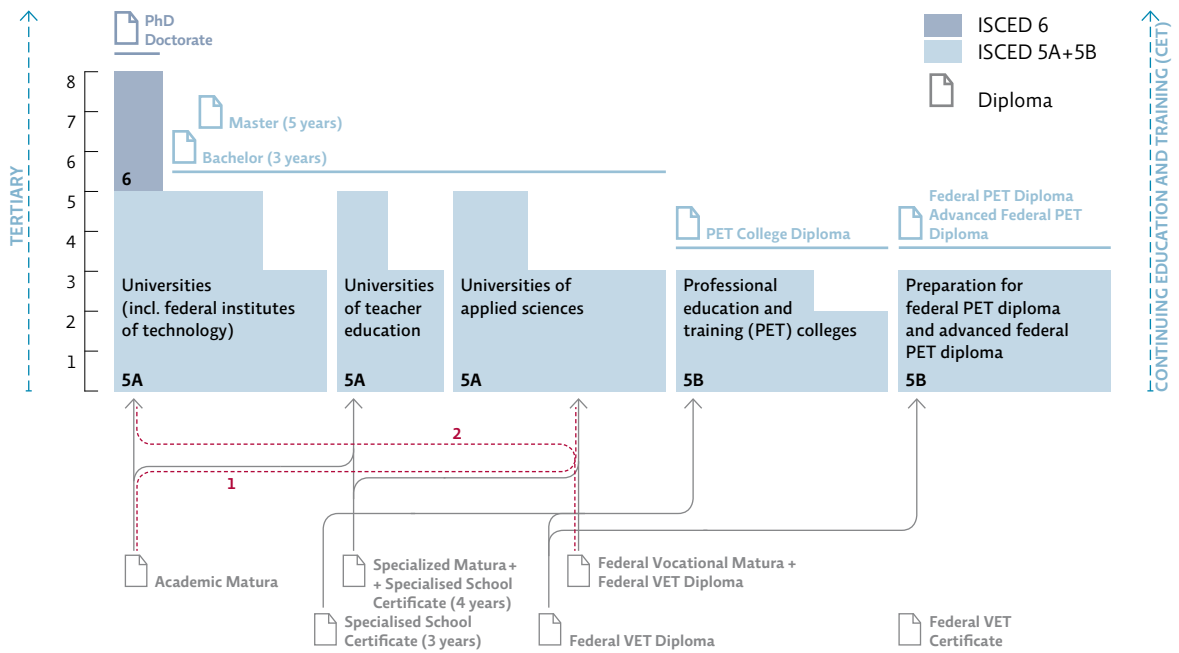 PhD
Doctorate
ISCED 6
ISCED 5A+5B
Diploma
TERTIARY
CONTINUING EDUCATION AND TRAINING (CET)
8
7
6
5
4
3
2
1
Master (5 years)
Bachelor (3 years)
6
PET College Diploma
Federal PET Diploma
Advanced Federal PET
Diploma
Universities
(incl. federal institutes
of technology)
5A
Universities
of teacher
education
5A
Universities of
applied sciences
5A
Professional
education and
training (PET) colleges
5B
Preparation for
federal PET diploma
and advanced federal
PET diploma
5B
2
1
Academic Matura
Specialized Matura +
+ Specialised School
Certificate (4 years)
Federal Vocational Matura +
Federal VET Diploma
Specialised School
Certificate (3 years)
Federal VET Diploma
Federal VET
Certificate